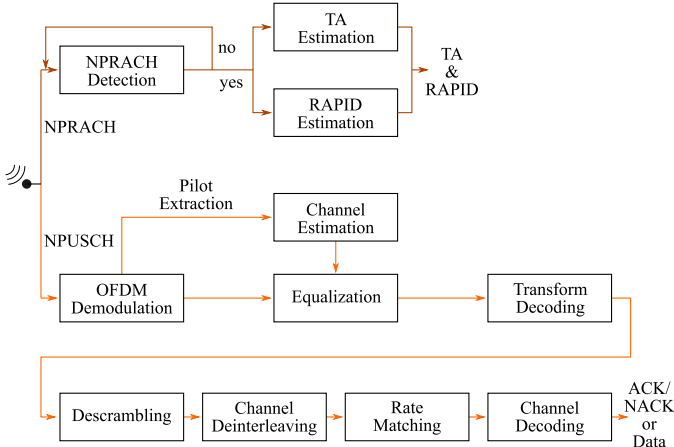 NPRACH
Detection
no
yes
TA
Estimation
RAPID
Estimation
TA
&
RAPID
NPRACH
NPUSCH
Pilot
Extraction
Channel
Estimation
OFDM
Demodulation
Equalization
Transform
Decoding
Descrambling
Channel
Deinterleaving
Rate
Matching
Channel
Decoding
ACK/
NACK
or
Data